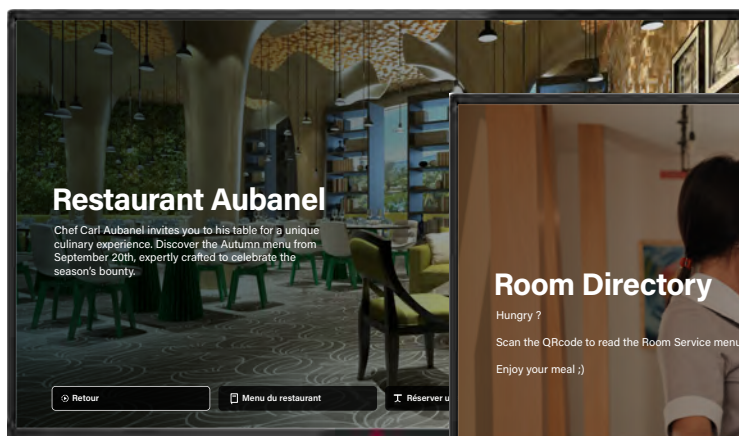 Restaurant Aubanel
Chef Carl Aubanel invites you to his table for a unique
culinary experience. Discover the Autumn menu from
September 20th, expertly crafted to celebrate the
season's bounty.
Retour
Menu du restaurant
Réserver
Room Directory
Hungry ?
Scan the QRcode to read the Room Service menu
Enjoy your meal ;)